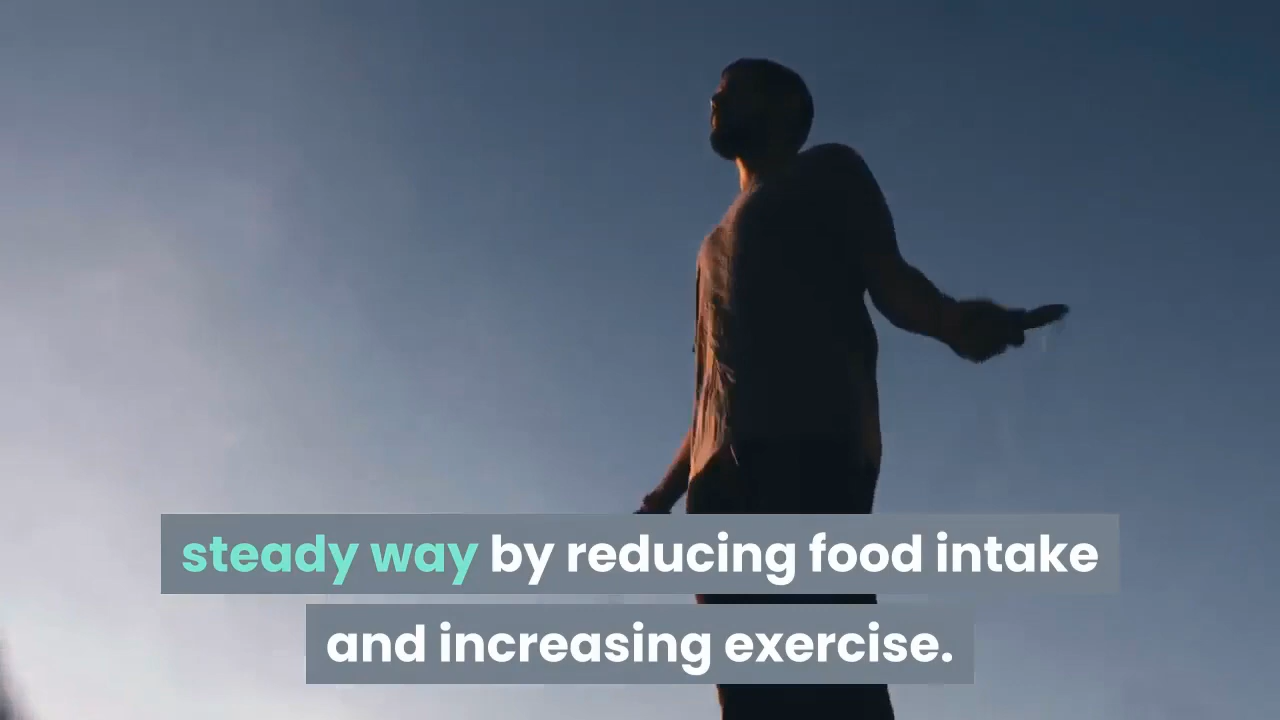 steady way by reducing food intake
and increasing exercise.